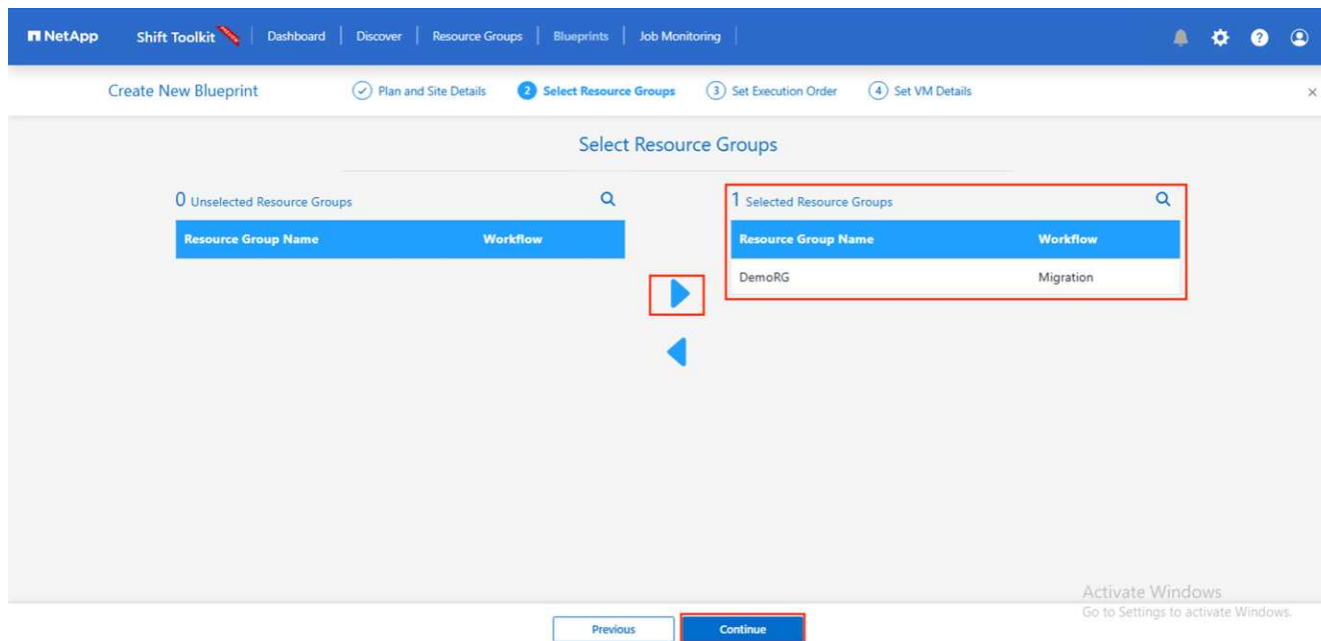 NetApp Shift Toolkit Dashboard Discover Resource Groups Blueprints Job Monitoring
Create New Blueprint Plan and Site Details 2 Select Resource Groups 3 Set Execution Order 4 Set VM Details
Select Resource Groups
0 Unselected Resource Groups
Resource Group Name Workflow
1 Selected Resource Groups
Resource Group Name Workflow
DemoRG Migration
Activate Windows
Go to Settings to activate Windows.
Previous Continue